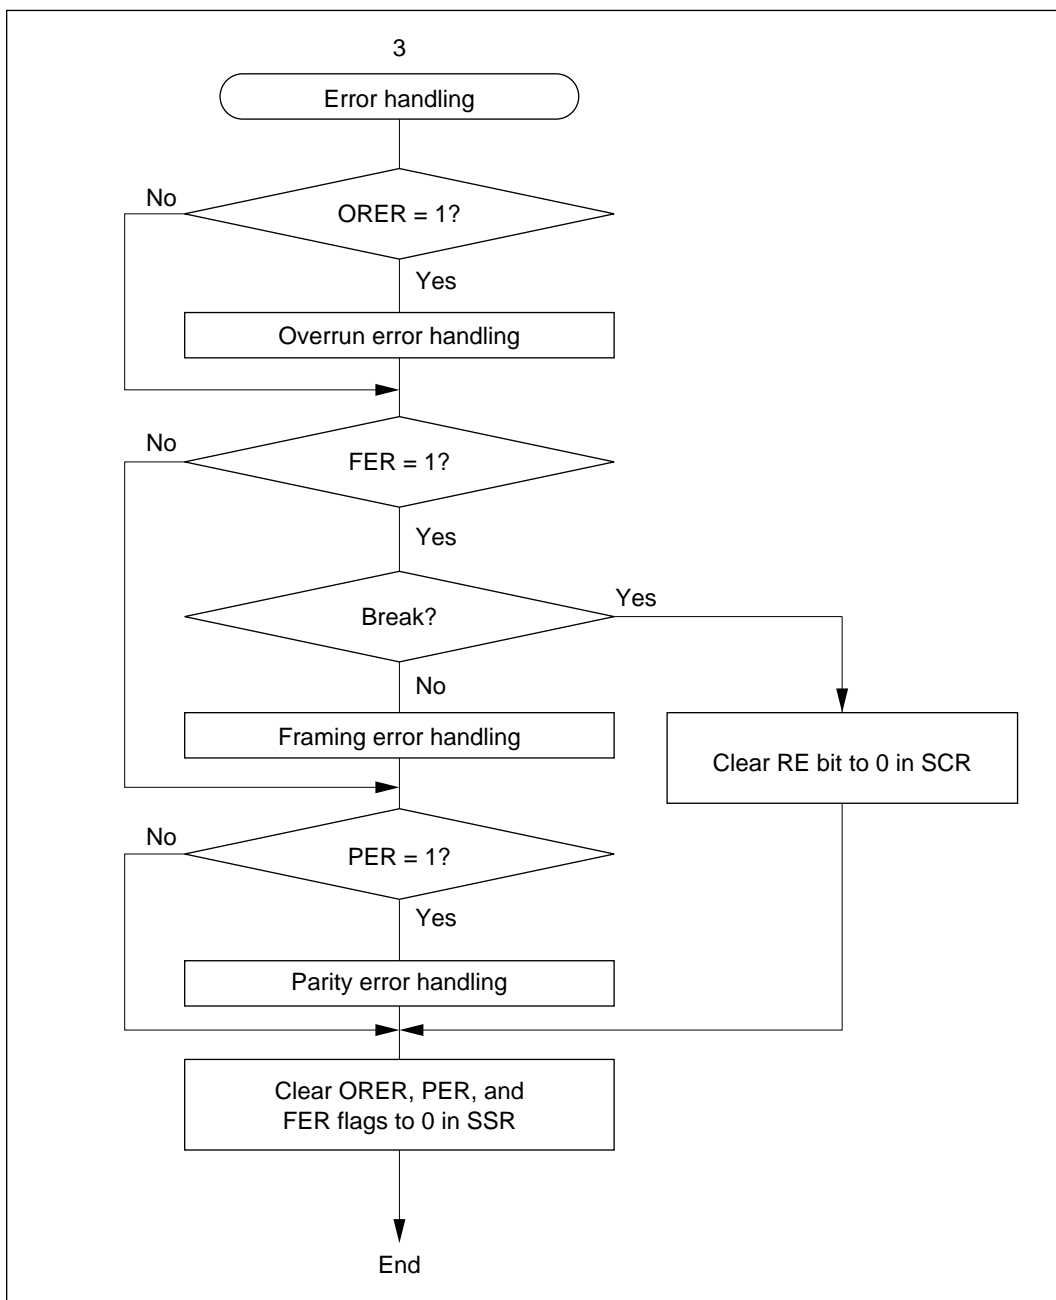 3
Error handling
No
ORER = 1?
Yes
Overrun error handling
No
FER = 1?
Yes
Break?
Yes
No
Framing error handling
Clear RE bit to 0 in SCR
No
PER = 1?
Yes
Parity error handling
Clear ORER, PER, and
FER flags to 0 in SSR
End